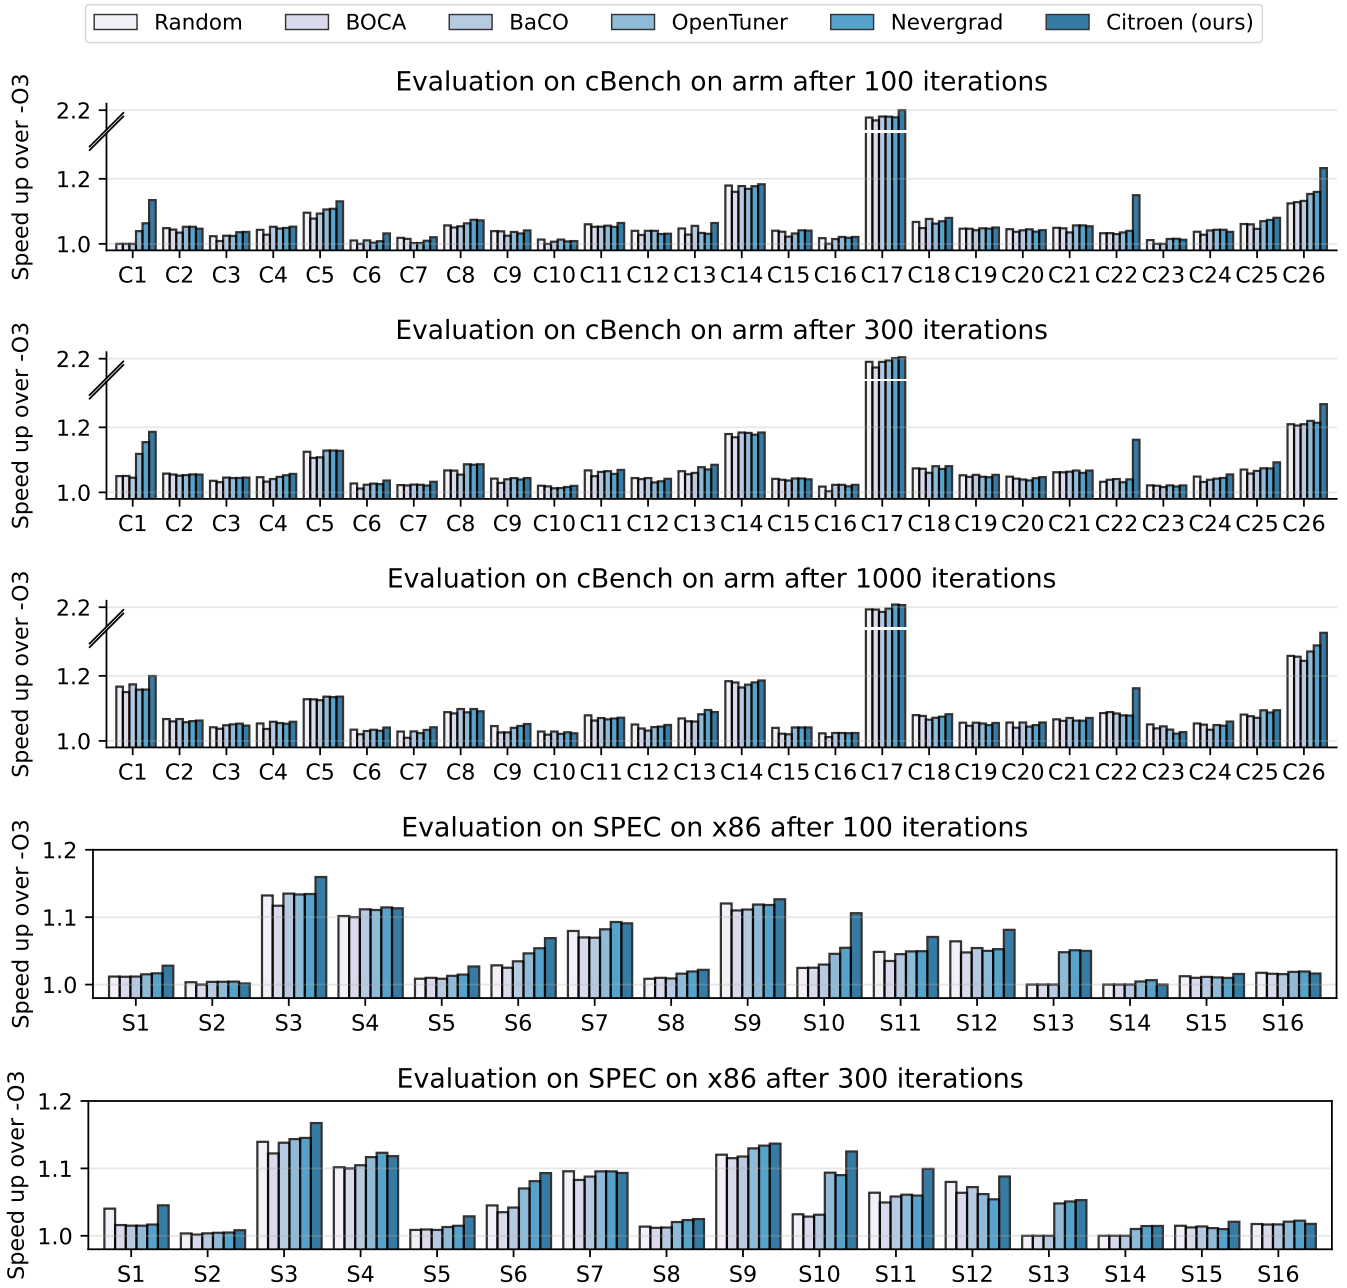 Random BOCA BaCO OpenTuner Nevergrad Citroen (ours)
Evaluation on cBench on arm after 100 iterations
Speed up over -O3
2.2
1.2
1.0
C1 C2 C3 C4 C5 C6 C7 C8 C9 C10 C11 C12 C13 C14 C15 C16 C17 C18 C19 C20 C21 C22 C23 C24 C25 C26
Evaluation on cBench on arm after 300 iterations
Speed up over -O3
2.2
1.2
1.0
C1 C2 C3 C4 C5 C6 C7 C8 C9 C10 C11 C12 C13 C14 C15 C16 C17 C18 C19 C20 C21 C22 C23 C24 C25 C26
Evaluation on cBench on arm after 1000 iterations
Speed up over -O3
2.2
1.2
1.0
C1 C2 C3 C4 C5 C6 C7 C8 C9 C10 C11 C12 C13 C14 C15 C16 C17 C18 C19 C20 C21 C22 C23 C24 C25 C26
Evaluation on SPEC on x86 after 100 iterations
Speed up over -O3
1.2
1.1
1.0
S1 S2 S3 S4 S5 S6 S7 S8 S9 S10 S11 S12 S13 S14 S15 S16
Evaluation on SPEC on x86 after 300 iterations
Speed up over -O3
1.2
1.1
1.0
S1 S2 S3 S4 S5 S6 S7 S8 S9 S10 S11 S12 S13 S14 S15 S16